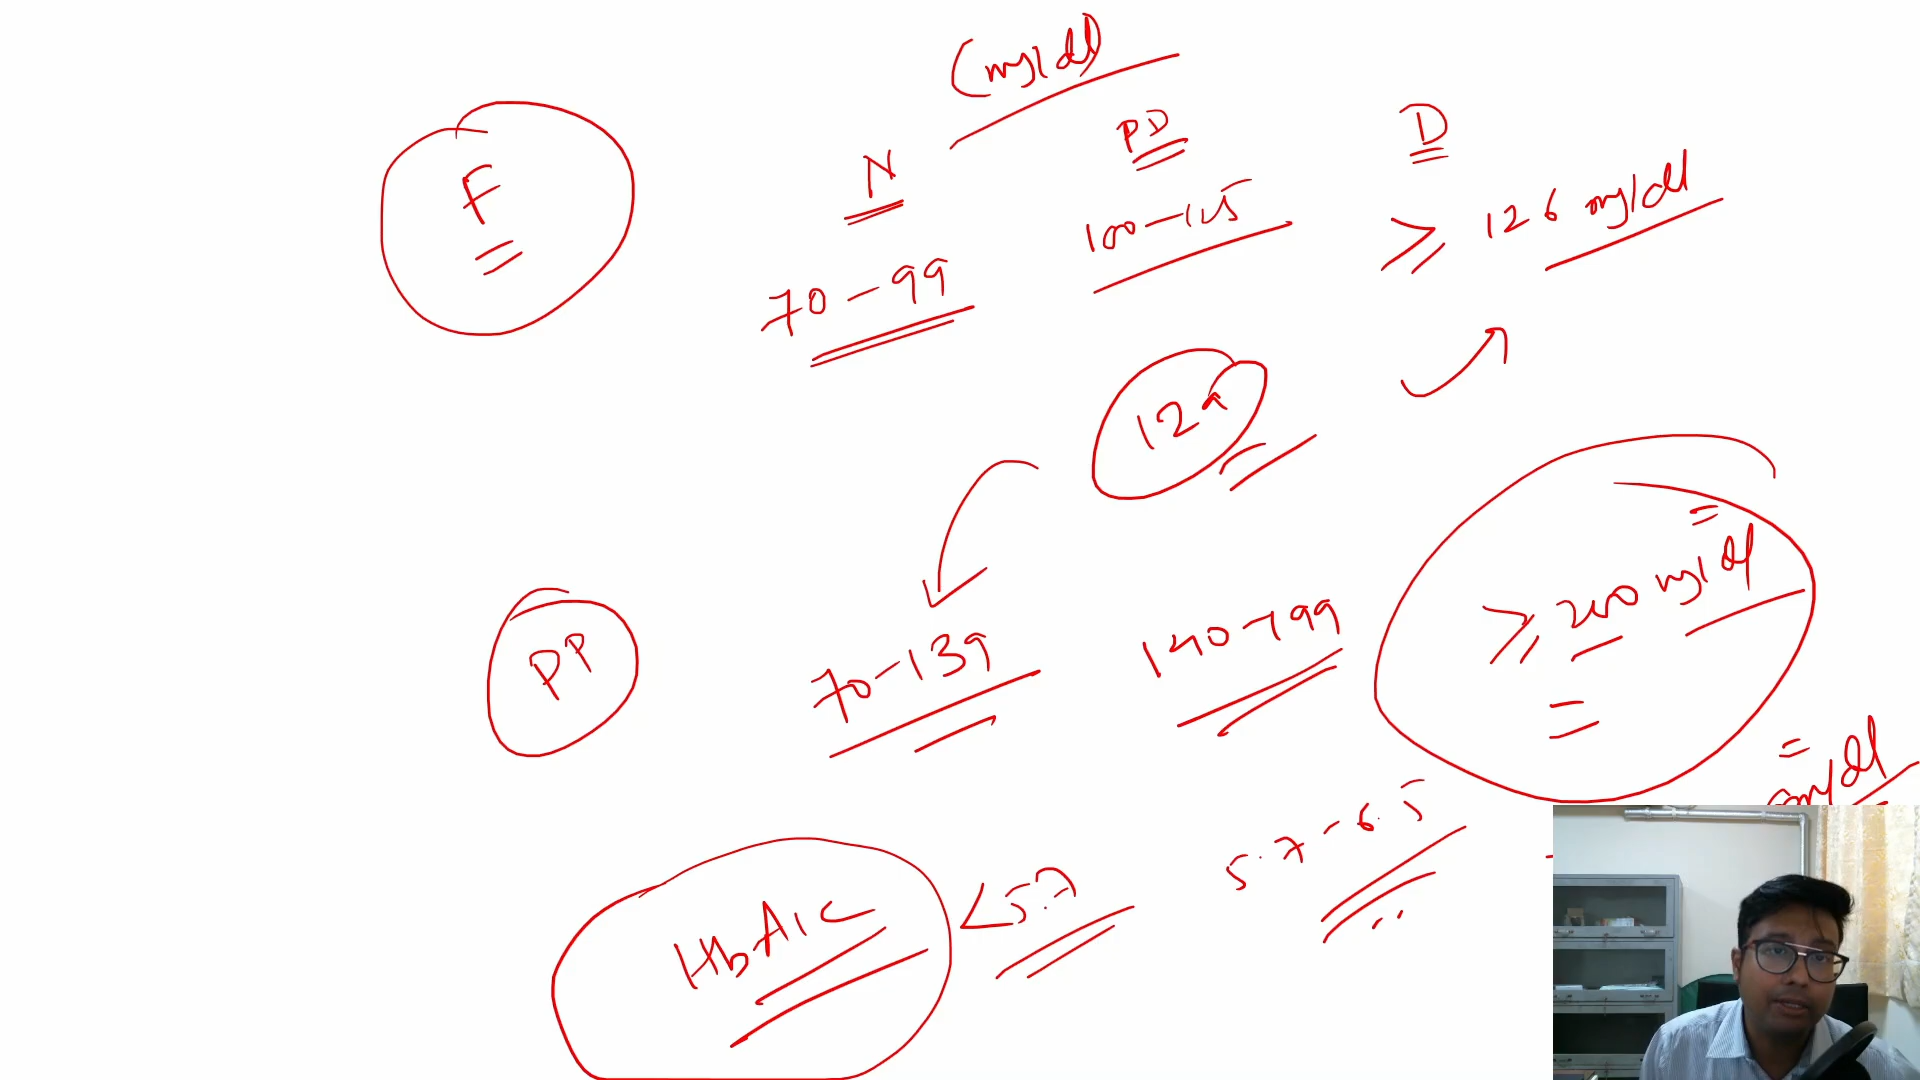 (mg/dl)
N PD D
F 70-99 100-125 ≥ 126 mg/dl
129
PP 70-139 140-199 ≥ 200 mg/dl
mg/dl
HbA1c <5.7 5.7-6.5